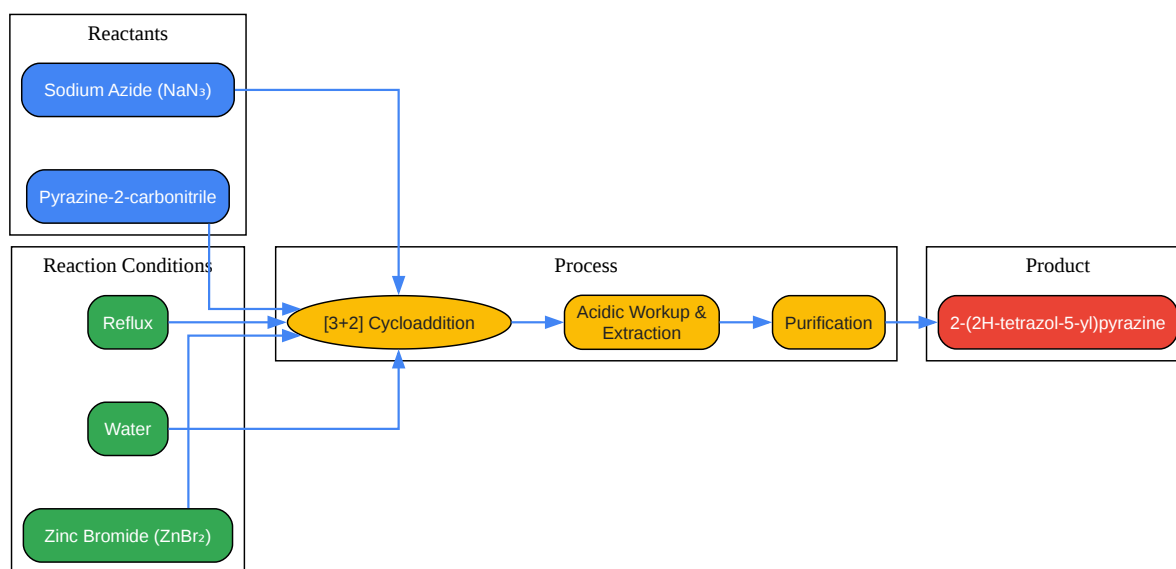 Reactants
Sodium Azide (NaN₃)
Pyrazine-2-carbonitrile
Reaction Conditions
Reflux
Water
Zinc Bromide (ZnBr₂)
Process
[3+2] Cycloaddition
Acidic Workup &
Extraction
Purification
Product
2-(2H-tetrazol-5-yl)pyrazine